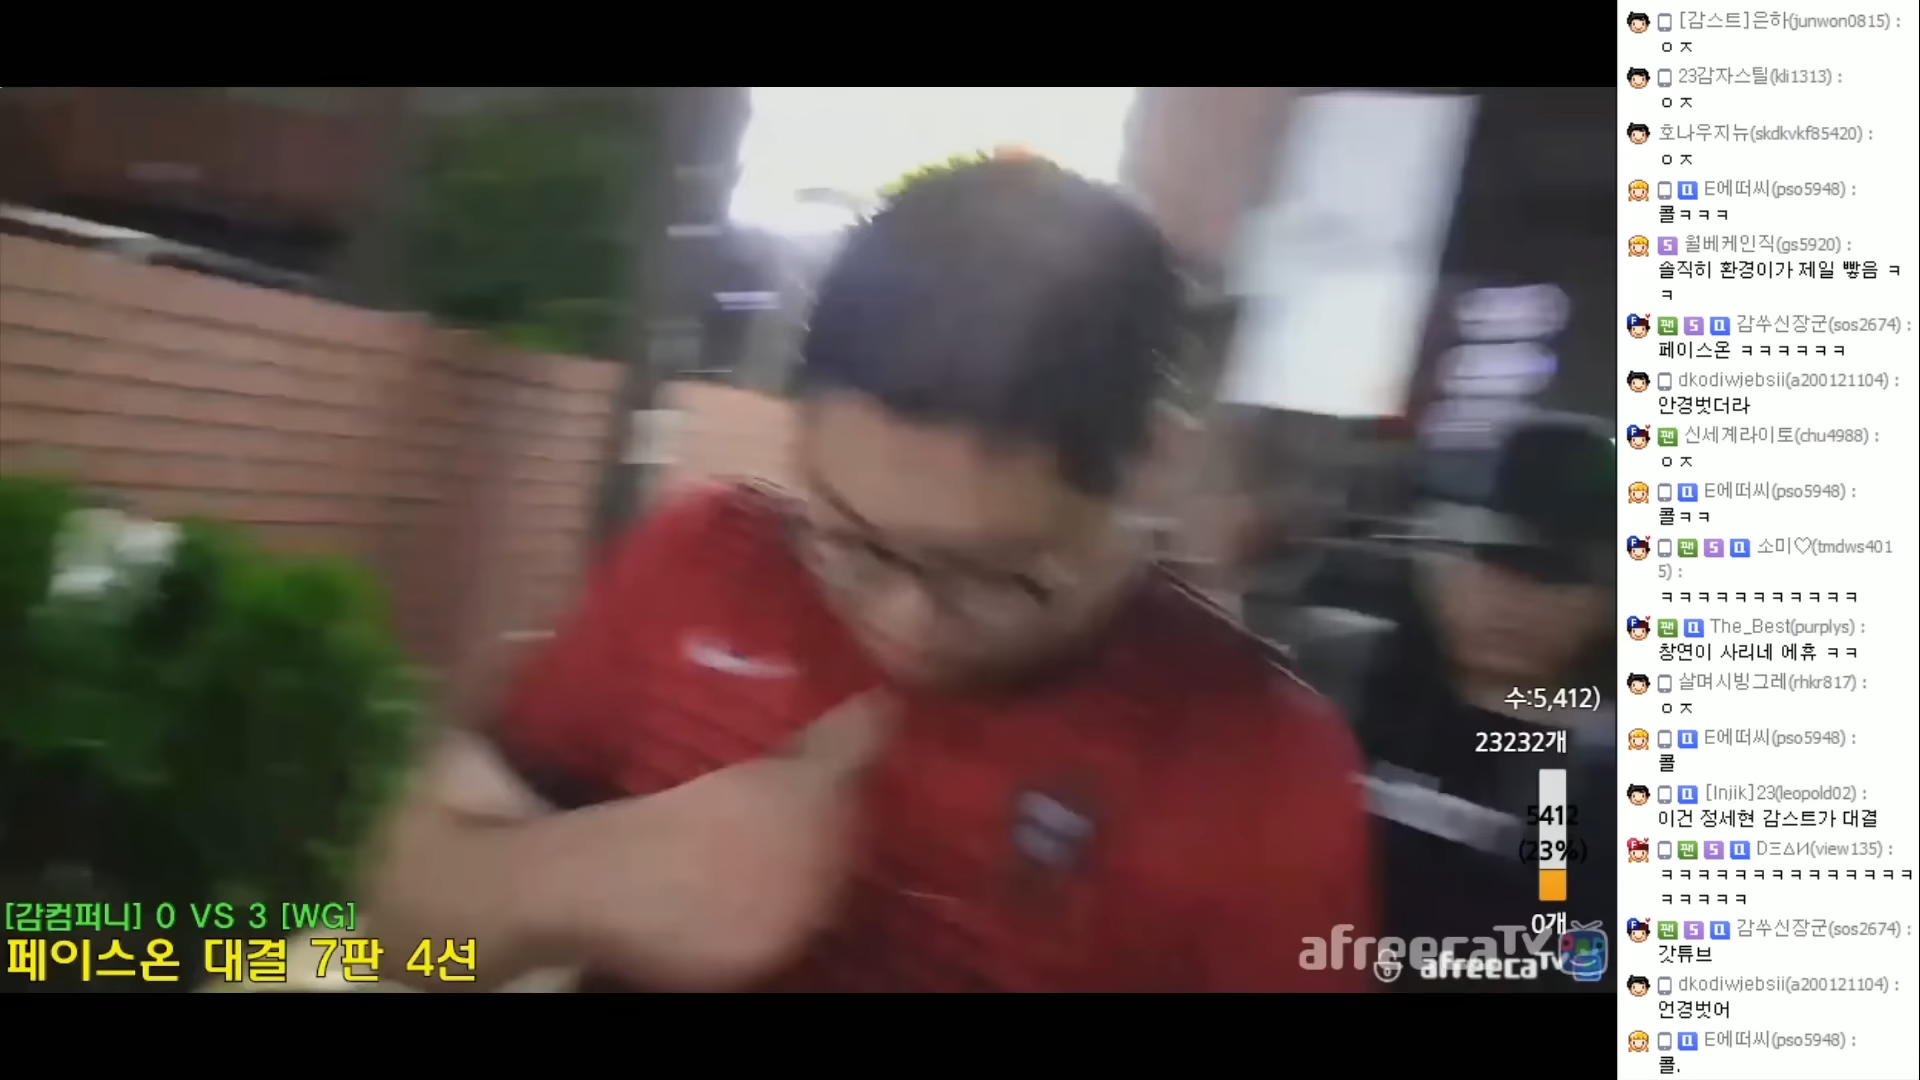 수:5,412)
23232개
5412
(23%)
0개
[감컴퍼니] 0 VS 3 [WG]
페이스온 대결 7판 4선
afreecaTV
afreecaTV
[감스트]은하(junwon0815) :
ㅇㅈ
23감자스틸(kli1313) :
ㅇㅈ
호나우지뉴(skdkvkf85420) :
ㅇㅈ
E에떠씨(pso5948) :
콜ㅋㅋㅋ
월베케인직(gs5920) :
솔직히 환경이가 제일 빻음 ㅋ
ㅋ
팬 S 감쑤신장군(sos2674) :
페이스온 ㅋㅋㅋㅋㅋㅋ
dkodiwjebsii(a200121104) :
안경벗더라
팬 신세계라이토(chu4988) :
ㅇㅈ
E에떠씨(pso5948) :
콜ㅋㅋ
팬 S 소미♡(tmdws401
5) :
ㅋㅋㅋㅋㅋㅋㅋㅋㅋㅋㅋ
팬 The_Best(purplys) :
창연이 사리네 에휴 ㅋㅋ
살며시빙그레(rhkr817) :
ㅇㅈ
E에떠씨(pso5948) :
콜
[Injik]23(leopold02) :
이건 정세현 감스트가 대결
팬 S DΞΔИ(view135) :
ㅋㅋㅋㅋㅋㅋㅋㅋㅋㅋㅋㅋㅋㅋ
ㅋㅋㅋㅋㅋ
팬 S 감쑤신장군(sos2674) :
갓튜브
dkodiwjebsii(a200121104) :
언경벗어
E에떠씨(pso5948) :
콜.